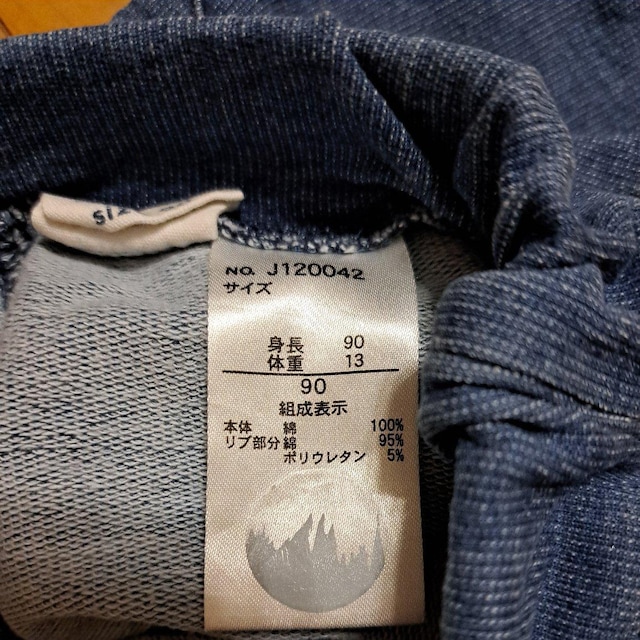 NO. J120042
サイズ
身長 90
体重 13
90
組成表示
本体 綿 100%
リブ部分綿 95%
ポリウレタン 5%